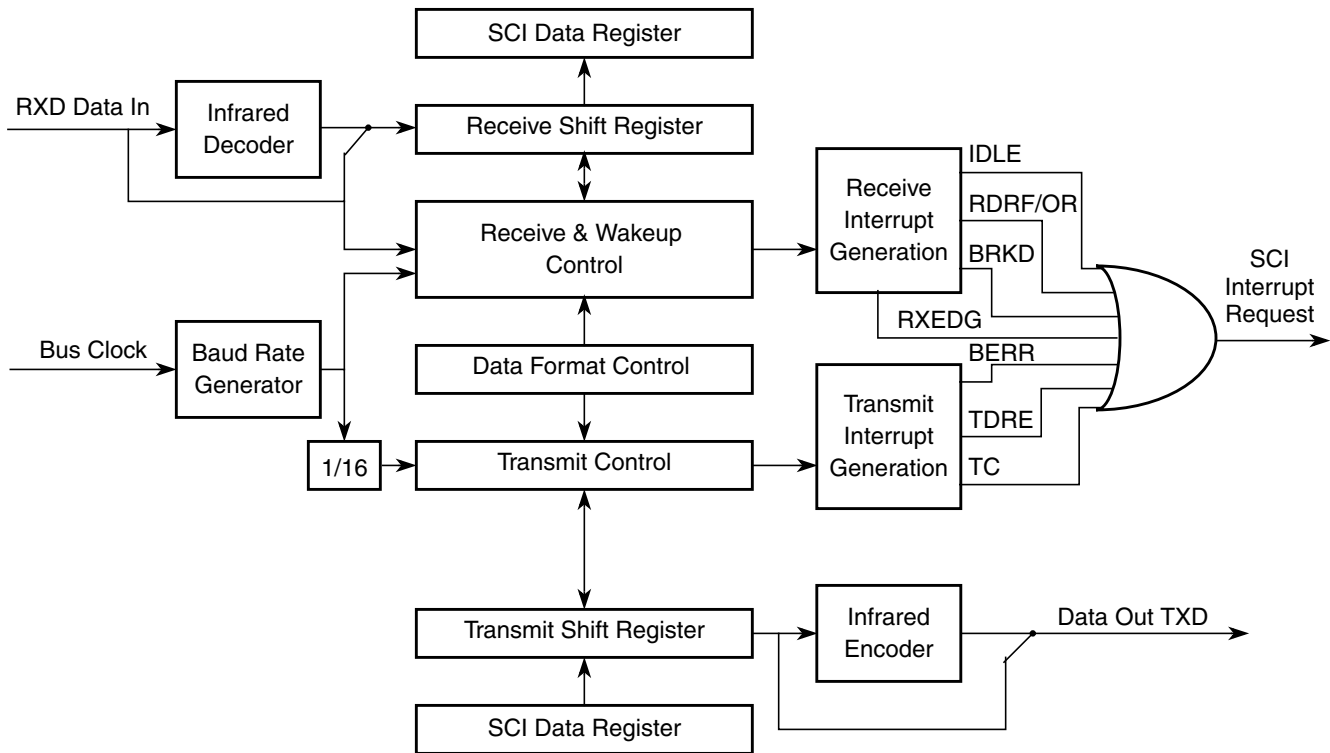 SCI Data Register
RXD Data In
Infrared
Decoder
Receive Shift Register
Receive & Wakeup
Control
Receive
Interrupt
Generation
IDLE
RDRF/OR
BRKD
RXEDG
SCI
Interrupt
Request
Bus Clock
Baud Rate
Generator
Data Format Control
BERR
Transmit
Interrupt
Generation
TDRE
TC
1/16
Transmit Control
Transmit Shift Register
Infrared
Encoder
Data Out TXD
SCI Data Register